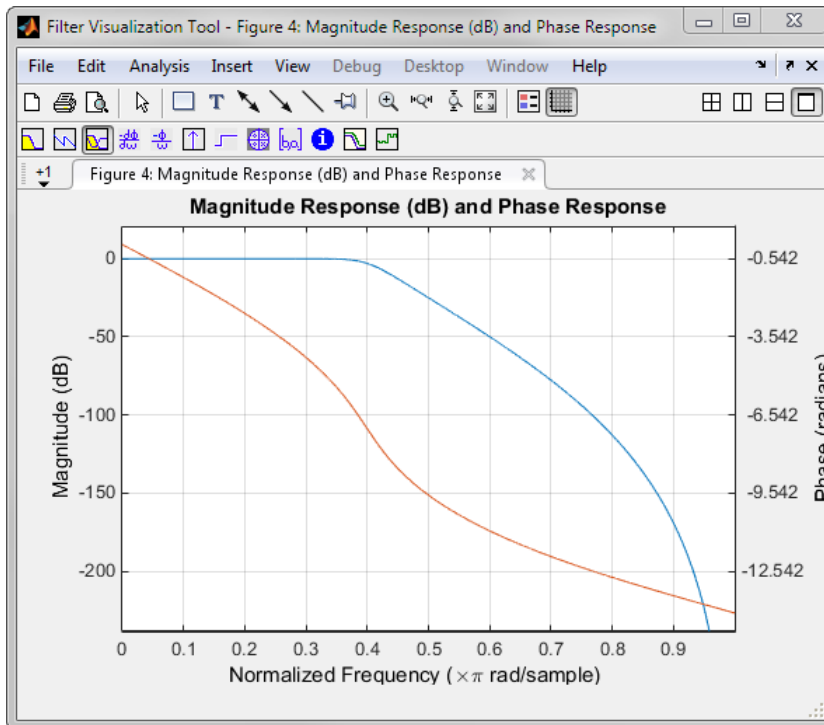 Filter Visualization Tool - Figure 4: Magnitude Response (dB) and Phase Response
File Edit Analysis Insert View Debug Desktop Window Help
T
[b,a]
i
+1
Figure 4: Magnitude Response (dB) and Phase Response
Magnitude Response (dB) and Phase Response
0
-50
-100
-150
-200
Magnitude (dB)
-0.542
-3.542
-6.542
-9.542
-12.542
Phase (radians)
0 0.1 0.2 0.3 0.4 0.5 0.6 0.7 0.8 0.9
Normalized Frequency (×π rad/sample)